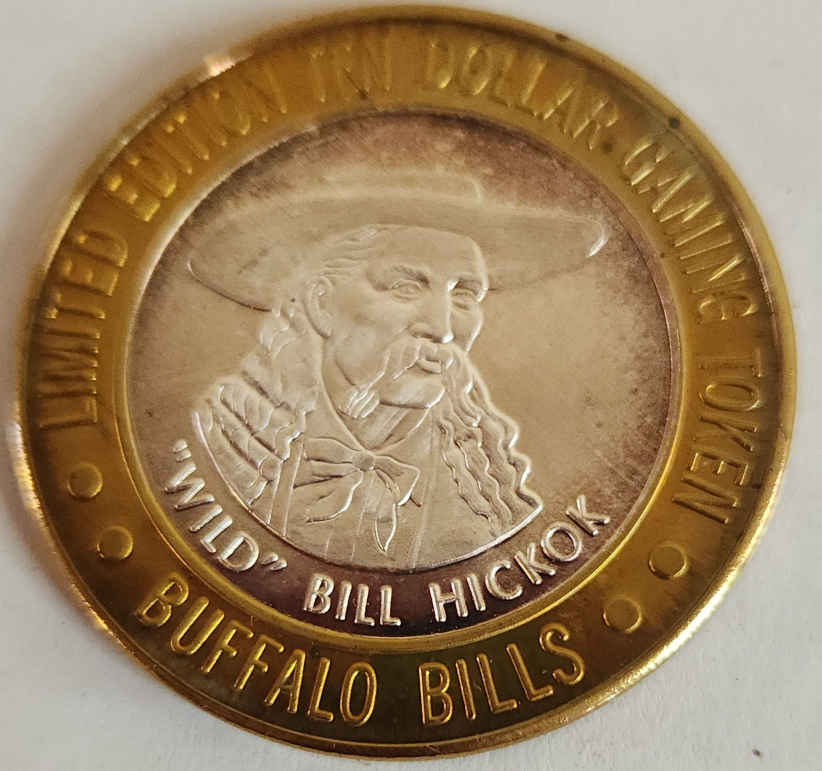 LIMITED EDITION TEN DOLLAR GAMING TOKEN
"WILD" BILL HICKOK
BUFFALO BILLS